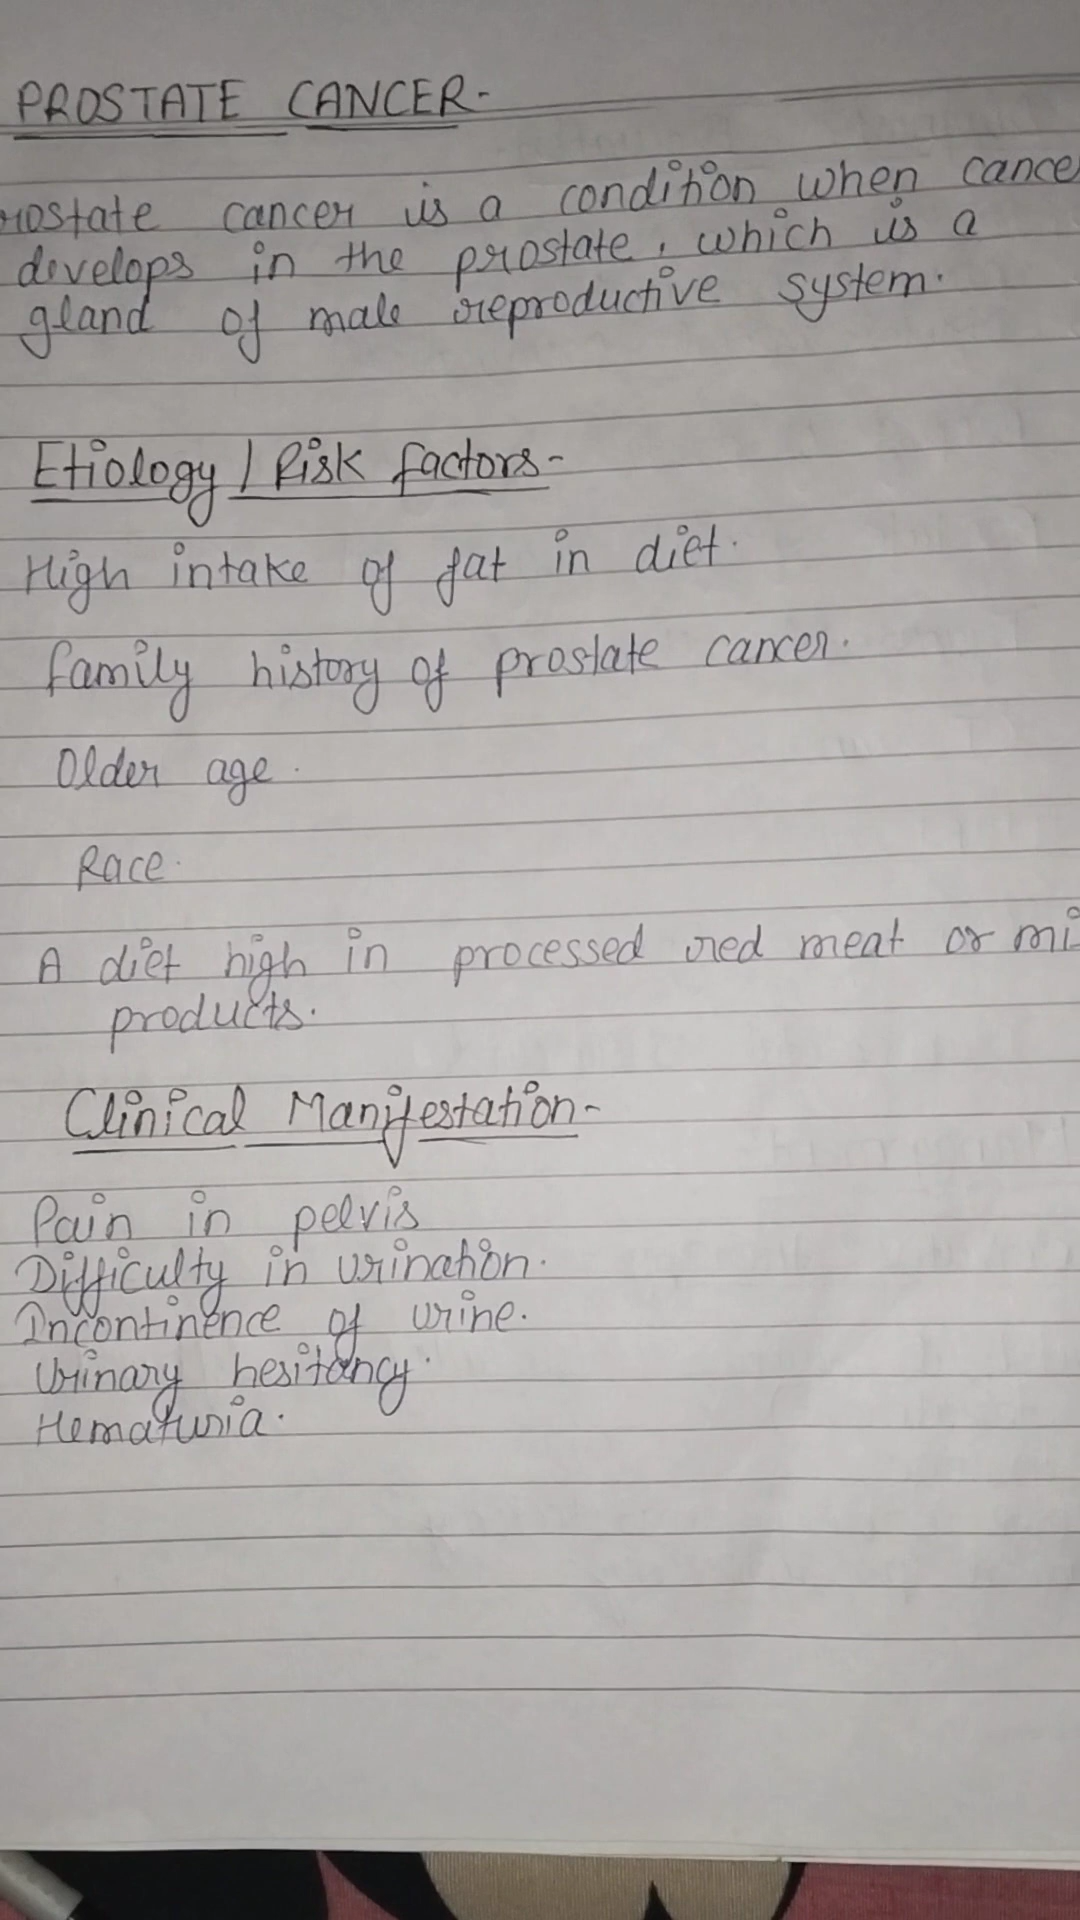 PROSTATE CANCER-
rostate cancer is a condition when cance
develops in the prostate, which is a
gland of male reproductive system.
Etiology / Risk factors-
High intake of fat in diet.
family history of prostate cancer.
Older age.
Race.
A diet high in processed red meat or mi
products.
Clinical Manifestation-
Pain in pelvis
Difficulty in urination.
Incontinence of urine.
Urinary hesitancy.
Hematuria.